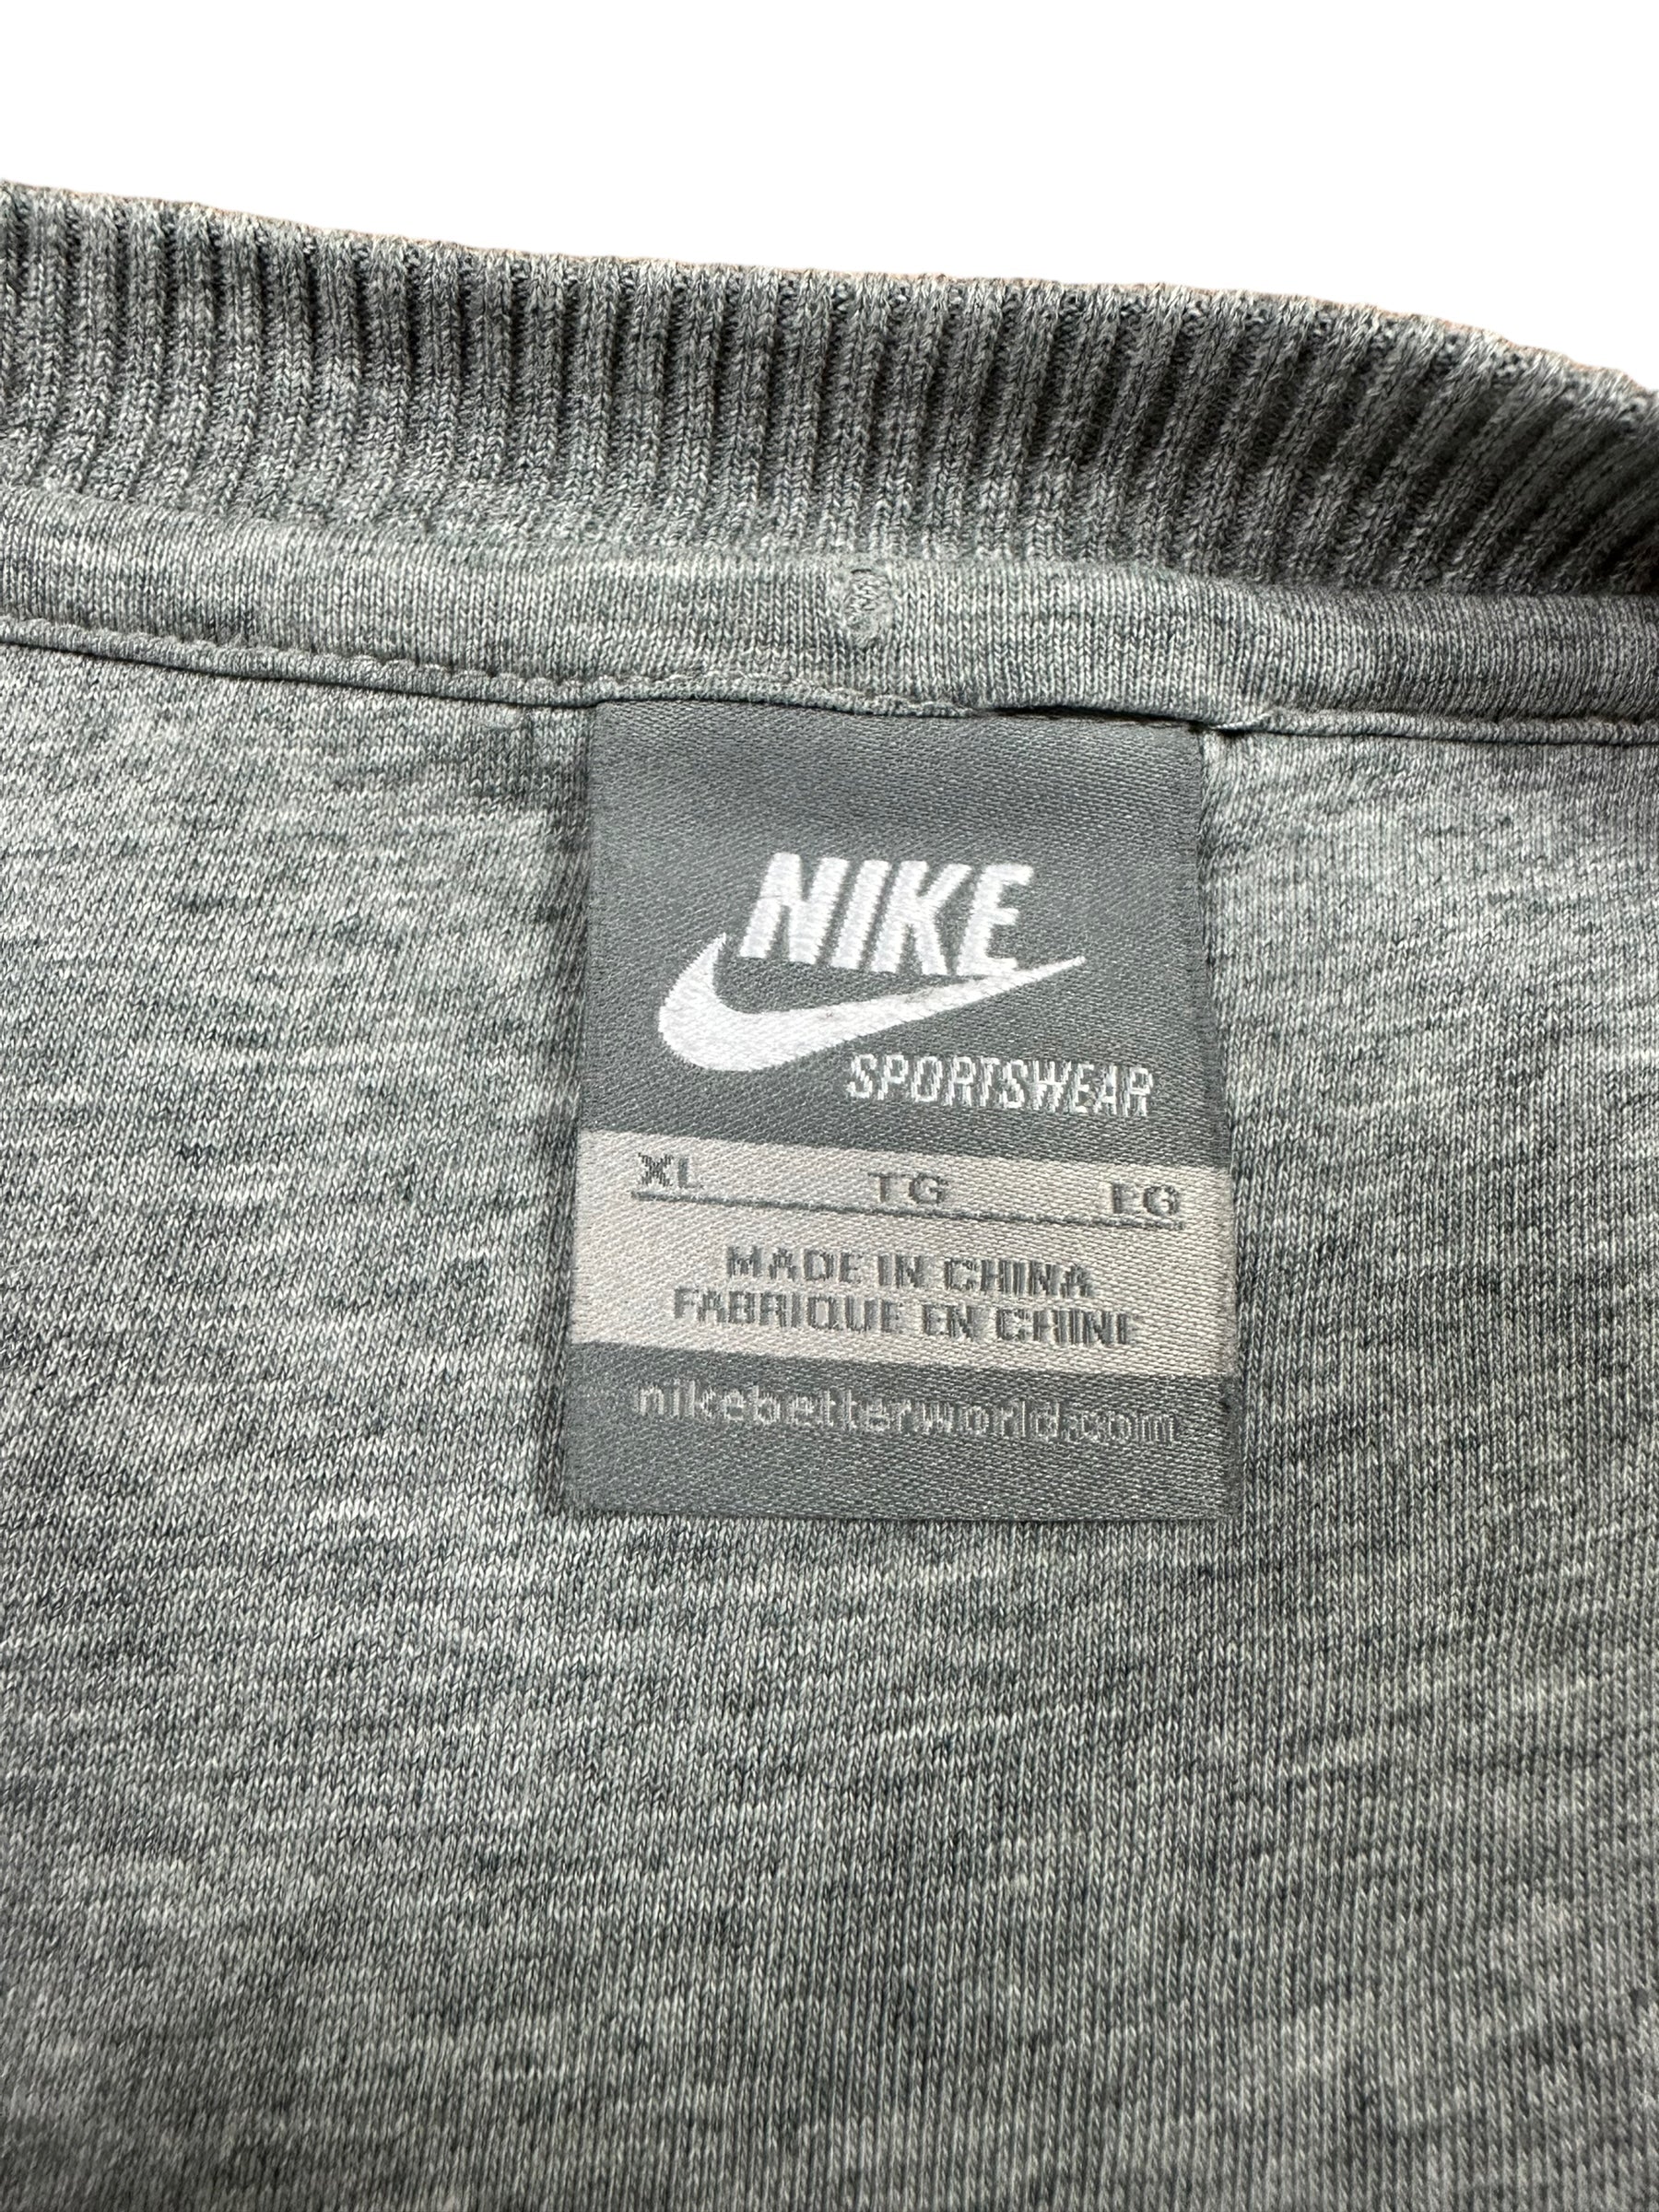 NIKE
SPORTSWEAR
XL TG EG
MADE IN CHINA
FABRIQUE EN CHINE
nikebetterworld.com